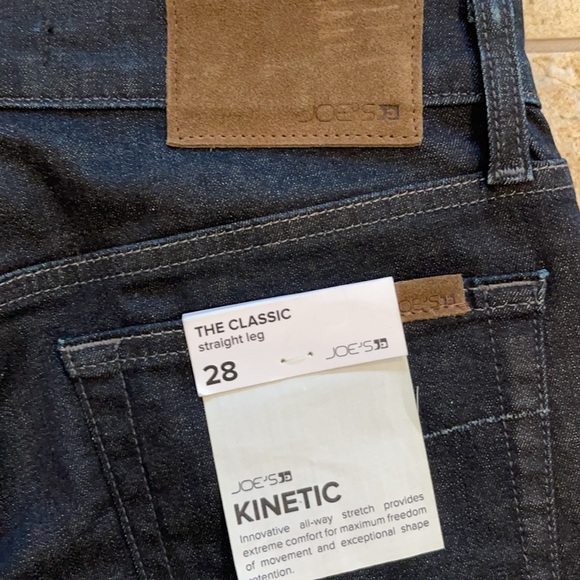 JOE'S
JOE'S
THE CLASSIC
straight leg
28
JOE'S
JOE'S
KINETIC
Innovative all-way stretch provides
extreme comfort for maximum freedom
of movement and exceptional shape
retention.